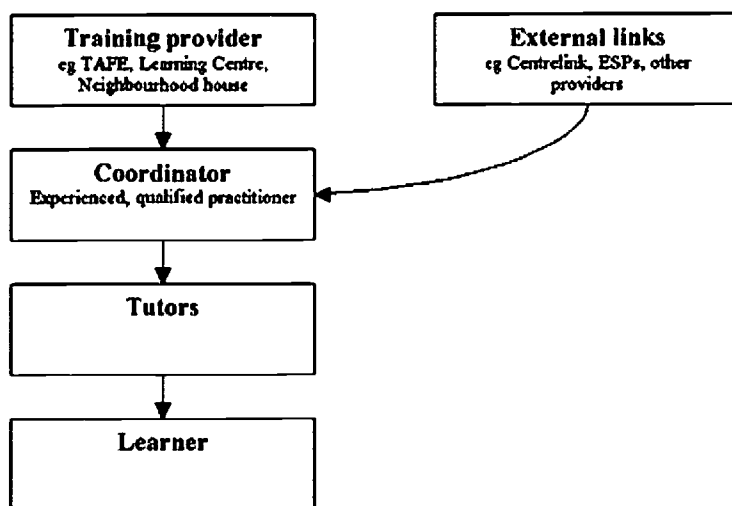 Training provider
eg TAFE, Learning Centre,
Neighbourhood house
External links
eg Centrelink, ESPs, other
providers
Coordinator
Experienced, qualified practitioner
Tutors
Learner